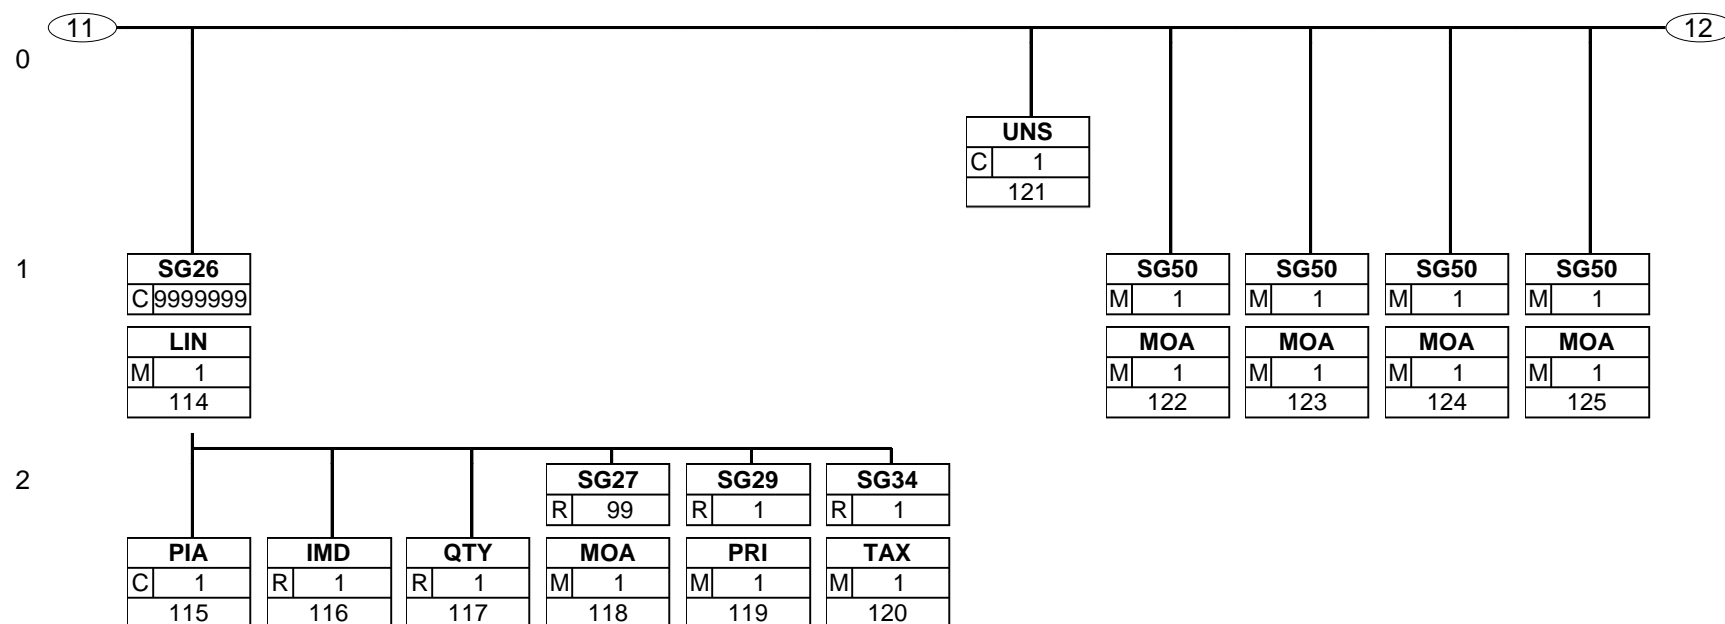 11 12
0
UNS
C 1
121
1
SG26 SG50 SG50 SG50 SG50
C 9999999 M 1 M 1 M 1 M 1
LIN MOA MOA MOA MOA
M 1 M 1 M 1 M 1 M 1
114 122 123 124 125
2
SG27 SG29 SG34
R 99 R 1 R 1
PIA IMD QTY MOA PRI TAX
C 1 R 1 R 1 M 1 M 1 M 1
115 116 117 118 119 120